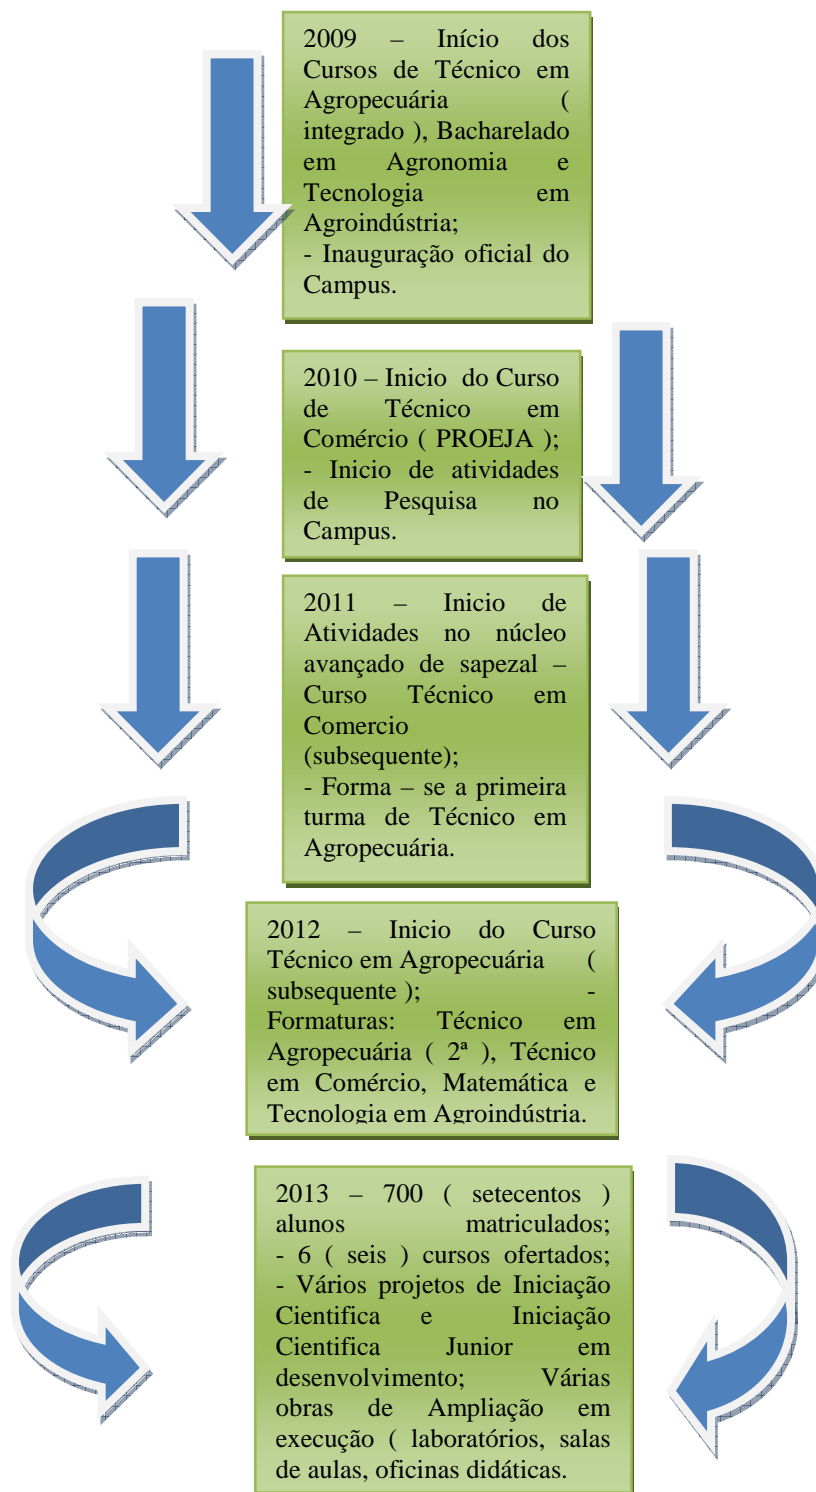 2009 – Início dos
Cursos de Técnico em
Agropecuária (
integrado ), Bacharelado
em Agronomia e
Tecnologia em
Agroindústria;
- Inauguração oficial do
Campus.
2010 – Inicio do Curso
de Técnico em
Comércio ( PROEJA );
- Inicio de atividades
de Pesquisa no
Campus.
2011 – Inicio de
Atividades no núcleo
avançado de sapezal –
Curso Técnico em
Comercio
(subsequente);
- Forma – se a primeira
turma de Técnico em
Agropecuária.
2012 – Inicio do Curso
Técnico em Agropecuária (
subsequente ); -
Formaturas: Técnico em
Agropecuária ( 2ª ), Técnico
em Comércio, Matemática e
Tecnologia em Agroindústria.
2013 – 700 ( setecentos )
alunos matriculados;
- 6 ( seis ) cursos ofertados;
- Vários projetos de Iniciação
Cientifica e Iniciação
Cientifica Junior em
desenvolvimento; Várias
obras de Ampliação em
execução ( laboratórios, salas
de aulas, oficinas didáticas.